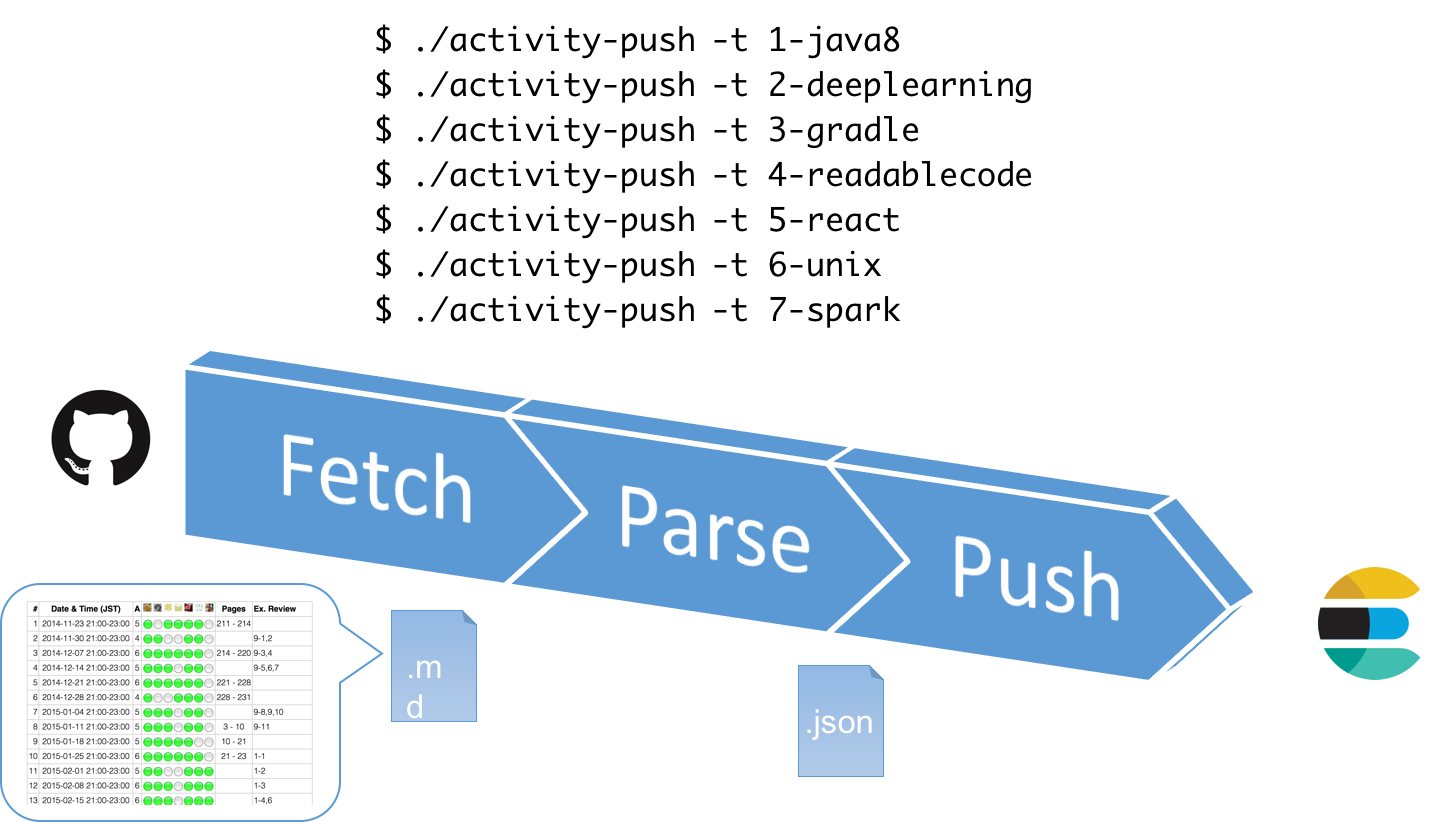 $ ./activity-push -t 1-java8
$ ./activity-push -t 2-deeplearning
$ ./activity-push -t 3-gradle
$ ./activity-push -t 4-readablecode
$ ./activity-push -t 5-react
$ ./activity-push -t 6-unix
$ ./activity-push -t 7-spark
Fetch
Parse
Push
# Date & Time (JST) A Pages Ex. Review
1 2014-11-23 21:00-23:00 5 211 - 214
2 2014-11-30 21:00-23:00 4 9-1,2
3 2014-12-07 21:00-23:00 6 214 - 220 9-3,4
4 2014-12-14 21:00-23:00 5 9-5,6,7
5 2014-12-21 21:00-23:00 6 221 - 228
6 2014-12-28 21:00-23:00 4 228 - 231
7 2015-01-04 21:00-23:00 5 9-8,9,10
8 2015-01-11 21:00-23:00 5 3 - 10 9-11
9 2015-01-18 21:00-23:00 5 10 - 21
10 2015-01-25 21:00-23:00 6 21 - 23 1-1
11 2015-02-01 21:00-23:00 5 1-2
12 2015-02-08 21:00-23:00 6 1-3
13 2015-02-15 21:00-23:00 6 1-4,6
.m
d
.json